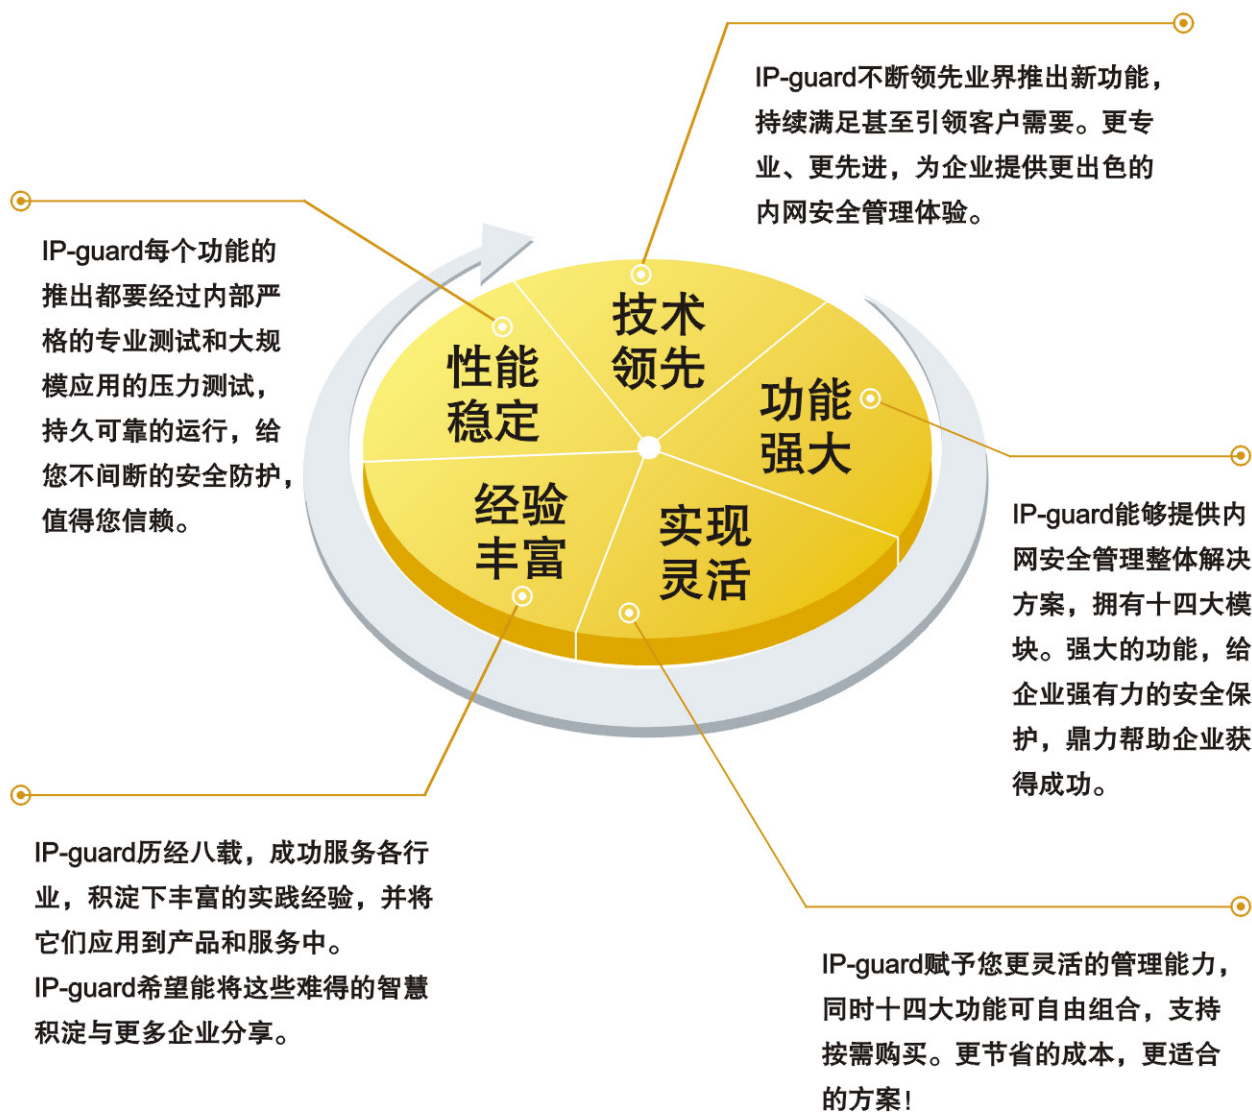 IP-guard不断领先业界推出新功能，
持续满足甚至引领客户需要。更专
业、更先进，为企业提供更出色的
内网安全管理体验。
IP-guard每个功能的
推出都要经过内部严
格的专业测试和大规
模应用的压力测试，
持久可靠的运行，给
您不间断的安全防护，
值得您信赖。
技术
领先
性能
稳定
功能
强大
经验
丰富
实现
灵活
IP-guard能够提供内
网安全管理整体解决
方案，拥有十四大模
块。强大的功能，给
企业强有力的安全保
护，鼎力帮助企业获
得成功。
IP-guard历经八载，成功服务各行
业，积淀下丰富的实践经验，并将
它们应用到产品和服务中。
IP-guard希望能将这些难得的智慧
积淀与更多企业分享。
IP-guard赋予您更灵活的管理能力，
同时十四大功能可自由组合，支持
按需购买。更节省的成本，更适合
的方案！